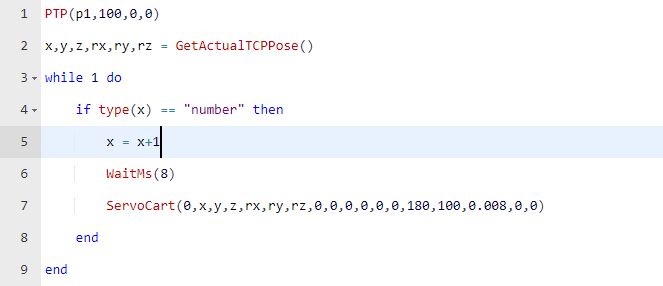 1 PTP(p1,100,0,0)
2 x,y,z,rx,ry,rz = GetActualTCPPose()
3 while 1 do
4 if type(x) == "number" then
5 x = x+1
6 WaitMs(8)
7 ServoCart(0,x,y,z,rx,ry,rz,0,0,0,0,0,0,180,100,0.008,0,0)
8 end
9 end